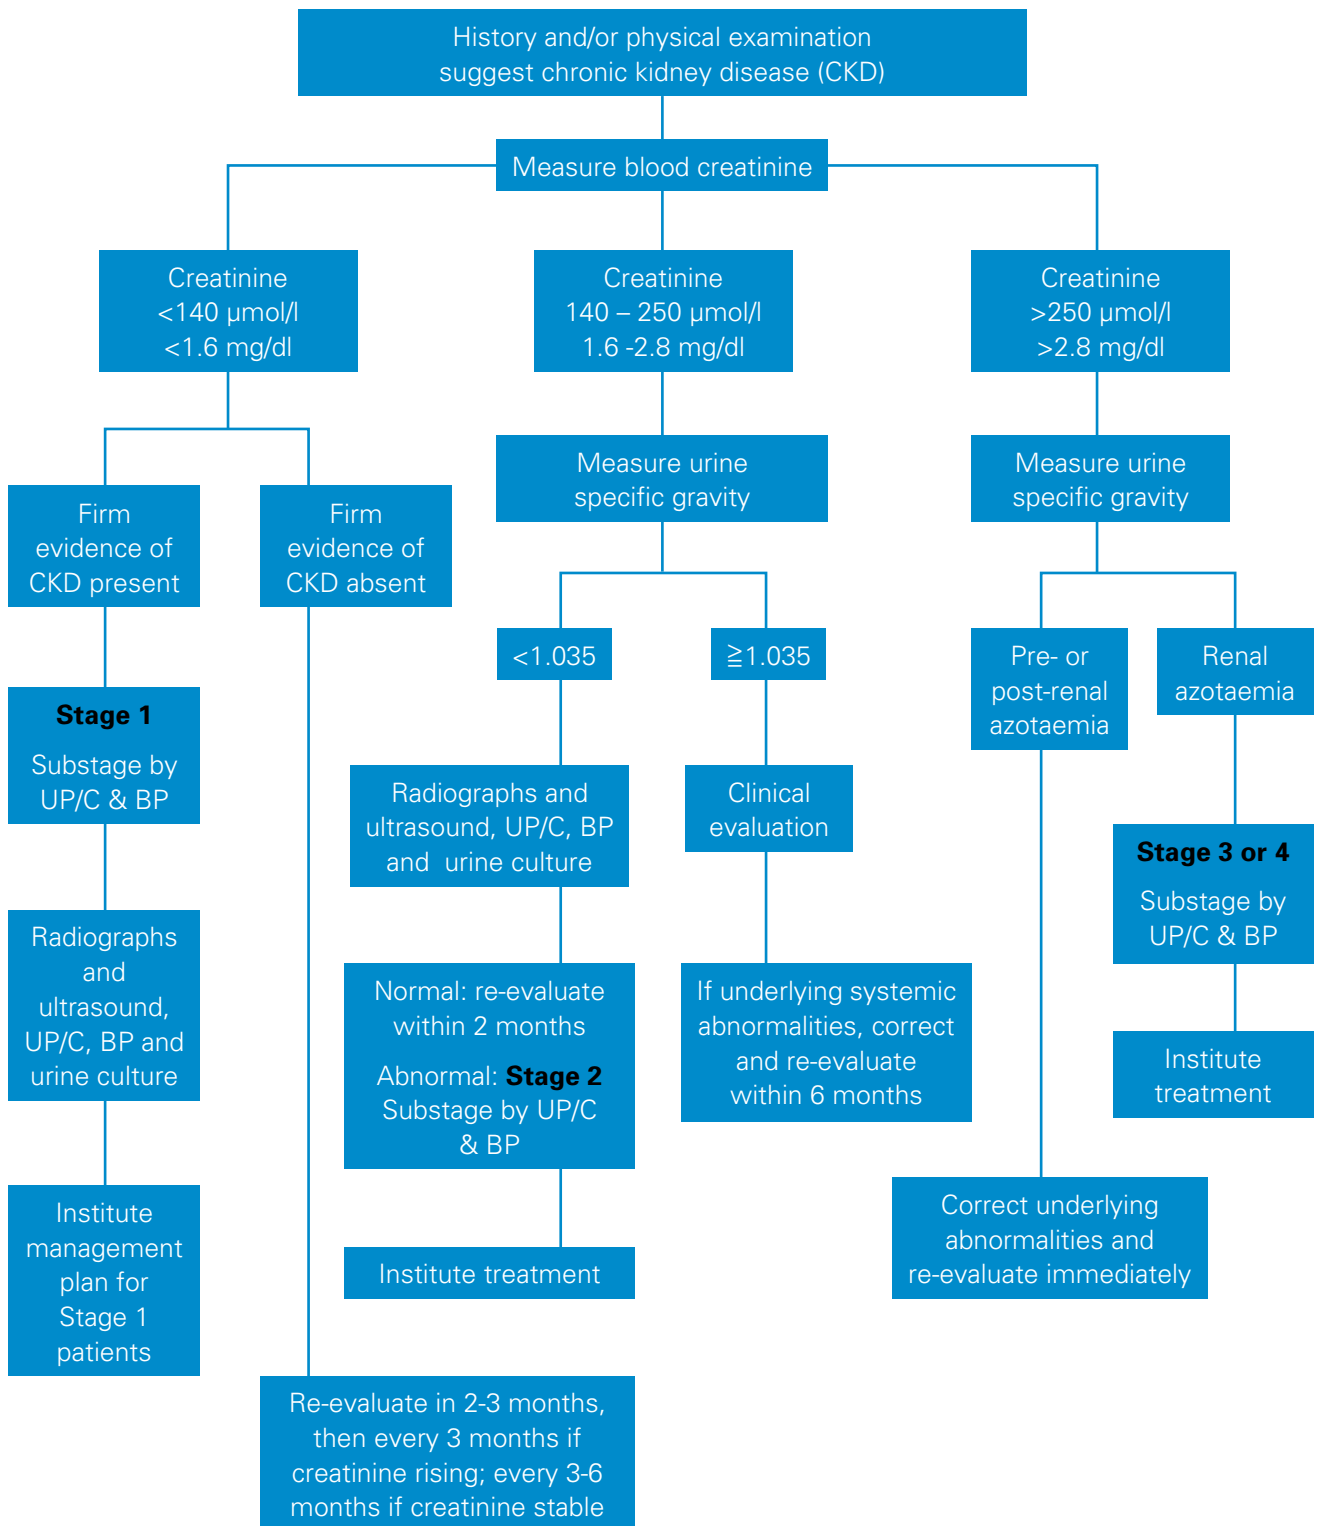 History and/or physical examination
suggest chronic kidney disease (CKD)
Measure blood creatinine
Creatinine
<140 µmol/l
<1.6 mg/dl
Creatinine
140 – 250 µmol/l
1.6 -2.8 mg/dl
Creatinine
>250 µmol/l
>2.8 mg/dl
Firm
evidence of
CKD present
Firm
evidence of
CKD absent
Measure urine
specific gravity
Measure urine
specific gravity
<1.035
≧1.035
Pre- or
post-renal
azotaemia
Renal
azotaemia
Stage 1
Substage by
UP/C & BP
Radiographs and
ultrasound, UP/C, BP
and urine culture
Clinical
evaluation
Stage 3 or 4
Substage by
UP/C & BP
Radiographs
and
ultrasound,
UP/C, BP and
urine culture
Normal: re-evaluate
within 2 months
Abnormal: Stage 2
Substage by UP/C
& BP
If underlying systemic
abnormalities, correct
and re-evaluate
within 6 months
Institute
treatment
Institute
management
plan for
Stage 1
patients
Institute treatment
Correct underlying
abnormalities and
re-evaluate immediately
Re-evaluate in 2-3 months,
then every 3 months if
creatinine rising; every 3-6
months if creatinine stable